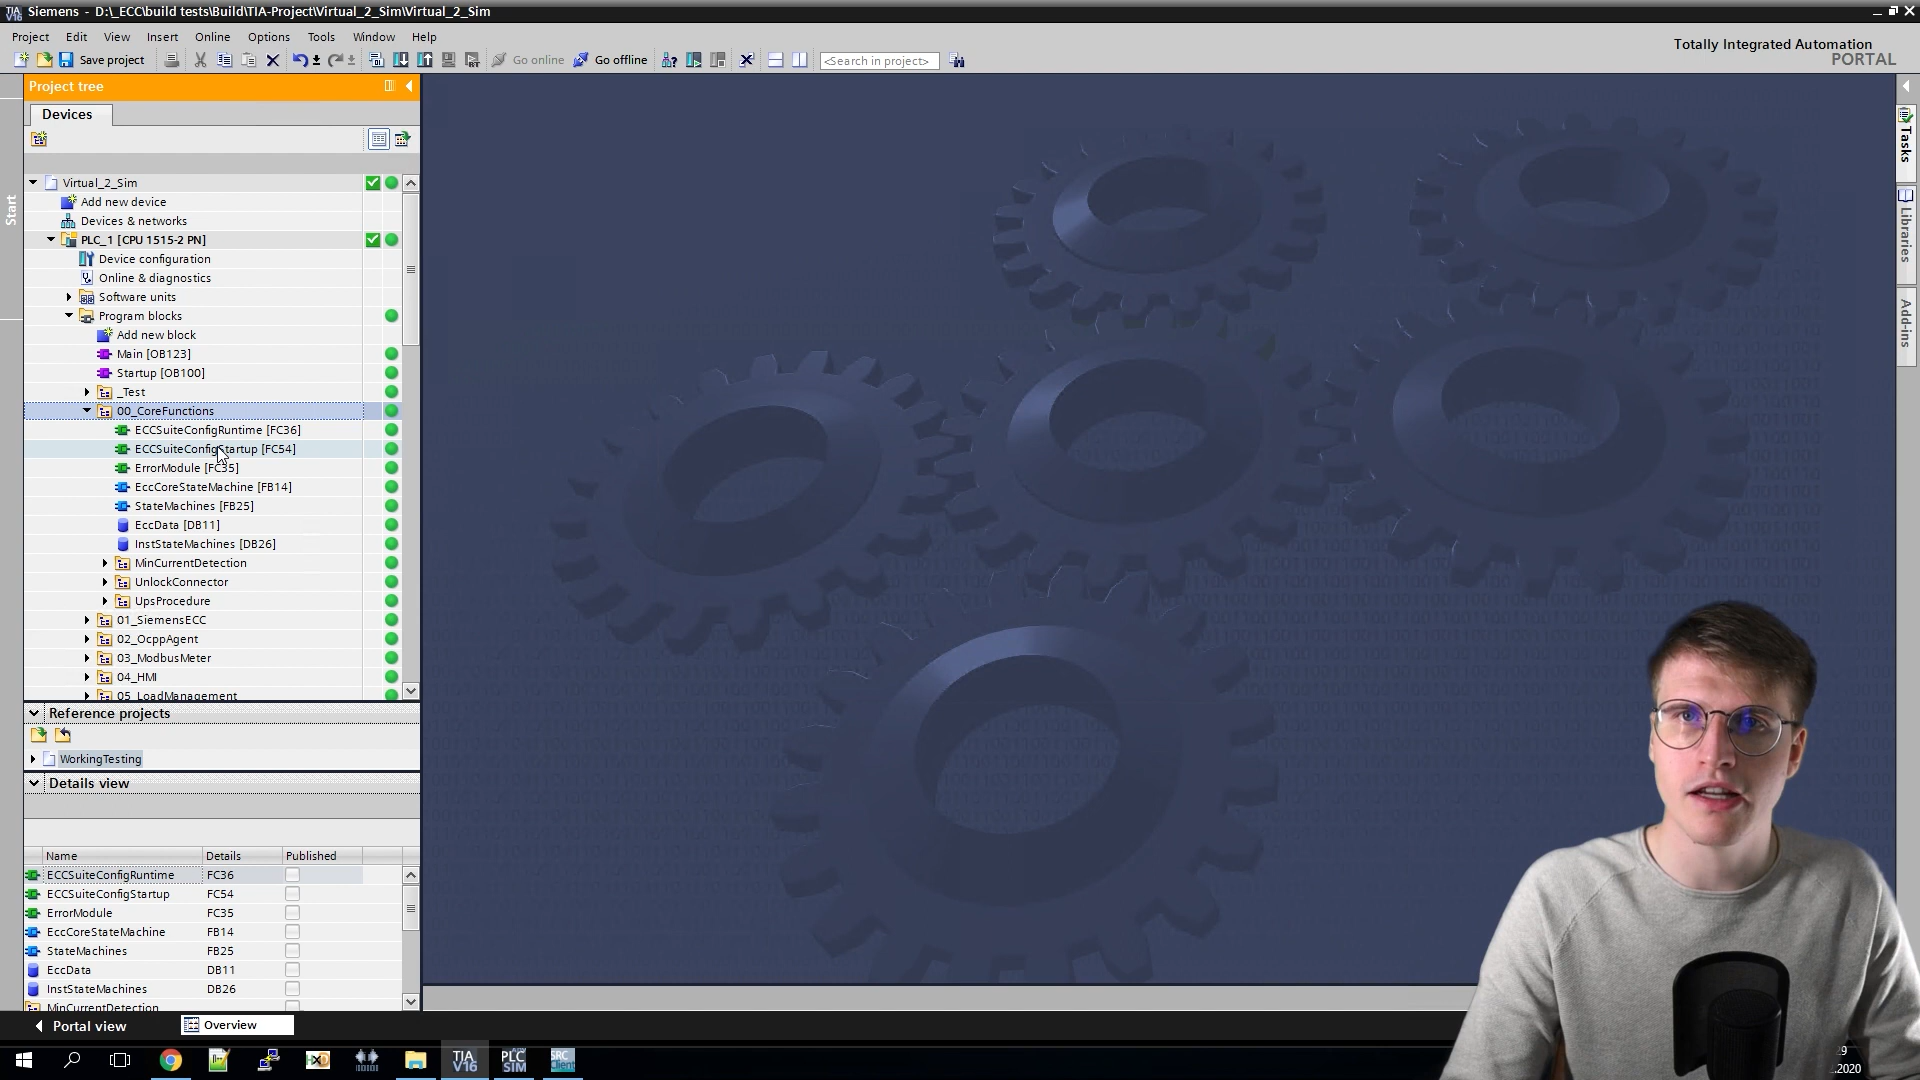 Siemens - D:\_ECC\build tests\Build\TIA-Project\Virtual_2_Sim\Virtual_2_Sim
Project Edit View Insert Online Options Tools Window Help
Totally Integrated Automation
PORTAL
Save project
Go online
Go offline
<Search in project>
Project tree
Devices
Start
Virtual_2_Sim
Add new device
Devices & networks
PLC_1 [CPU 1515-2 PN]
Device configuration
Online & diagnostics
Software units
Program blocks
Add new block
Main [OB123]
Startup [OB100]
_Test
00_CoreFunctions
ECCSuiteConfigRuntime [FC36]
ECCSuiteConfigStartup [FC54]
ErrorModule [FC35]
EccCoreStateMachine [FB14]
StateMachines [FB25]
EccData [DB11]
InstStateMachines [DB26]
MinCurrentDetection
UnlockConnector
UpsProcedure
01_SiemensECC
02_OcppAgent
03_ModbusMeter
04_HMI
05_LoadManagement
Reference projects
WorkingTesting
Details view
Name Details Published
ECCSuiteConfigRuntime FC36
ECCSuiteConfigStartup FC54
ErrorModule FC35
EccCoreStateMachine FB14
StateMachines FB25
EccData DB11
InstStateMachines DB26
MinCurrentDetection
Portal view
Overview
Tasks
Libraries
Add-ins
TIA V16
PLC SIM
SRC Client
9
.2020